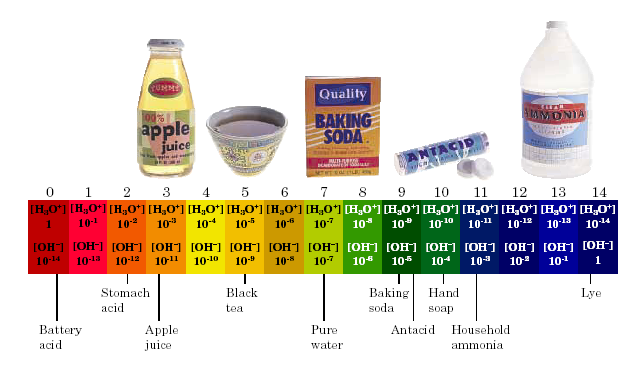 YUMMY
100%
apple
juice
Quality
BAKING
SODA
ANTACID
AMMONIA
0 1 2 3 4 5 6 7 8 9 10 11 12 13 14
[H₃O⁺] [H₃O⁺] [H₃O⁺] [H₃O⁺] [H₃O⁺] [H₃O⁺] [H₃O⁺] [H₃O⁺] [H₃O⁺] [H₃O⁺] [H₃O⁺] [H₃O⁺] [H₃O⁺] [H₃O⁺] [H₃O⁺]
1 10⁻¹ 10⁻² 10⁻³ 10⁻⁴ 10⁻⁵ 10⁻⁶ 10⁻⁷ 10⁻⁸ 10⁻⁹ 10⁻¹⁰ 10⁻¹¹ 10⁻¹² 10⁻¹³ 10⁻¹⁴
[OH⁻] [OH⁻] [OH⁻] [OH⁻] [OH⁻] [OH⁻] [OH⁻] [OH⁻] [OH⁻] [OH⁻] [OH⁻] [OH⁻] [OH⁻] [OH⁻] [OH⁻]
10⁻¹⁴ 10⁻¹³ 10⁻¹² 10⁻¹¹ 10⁻¹⁰ 10⁻⁹ 10⁻⁸ 10⁻⁷ 10⁻⁶ 10⁻⁵ 10⁻⁴ 10⁻³ 10⁻² 10⁻¹ 1
Stomach
acid
Black
tea
Baking
soda
Hand
soap
Lye
Battery
acid
Apple
juice
Pure
water
Antacid
Household
ammonia